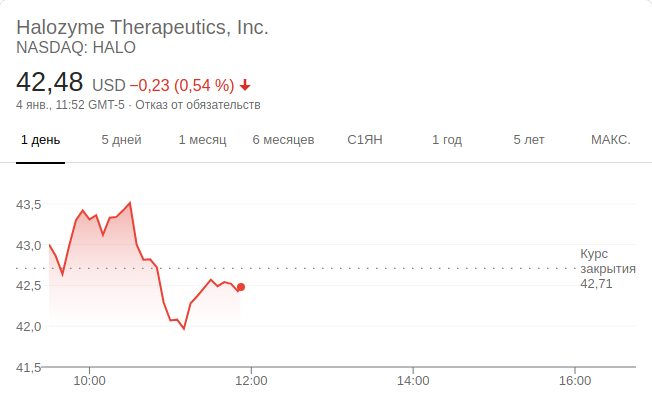 Halozyme Therapeutics, Inc.
NASDAQ: HALO
42,48 USD −0,23 (0,54 %)
4 янв., 11:52 GMT-5 · Отказ от обязательств
1 день 5 дней 1 месяц 6 месяцев С1ЯН 1 год 5 лет МАКС.
43,5
43,0
42,5
42,0
41,5
Курс
закрытия
42,71
10:00 12:00 14:00 16:00